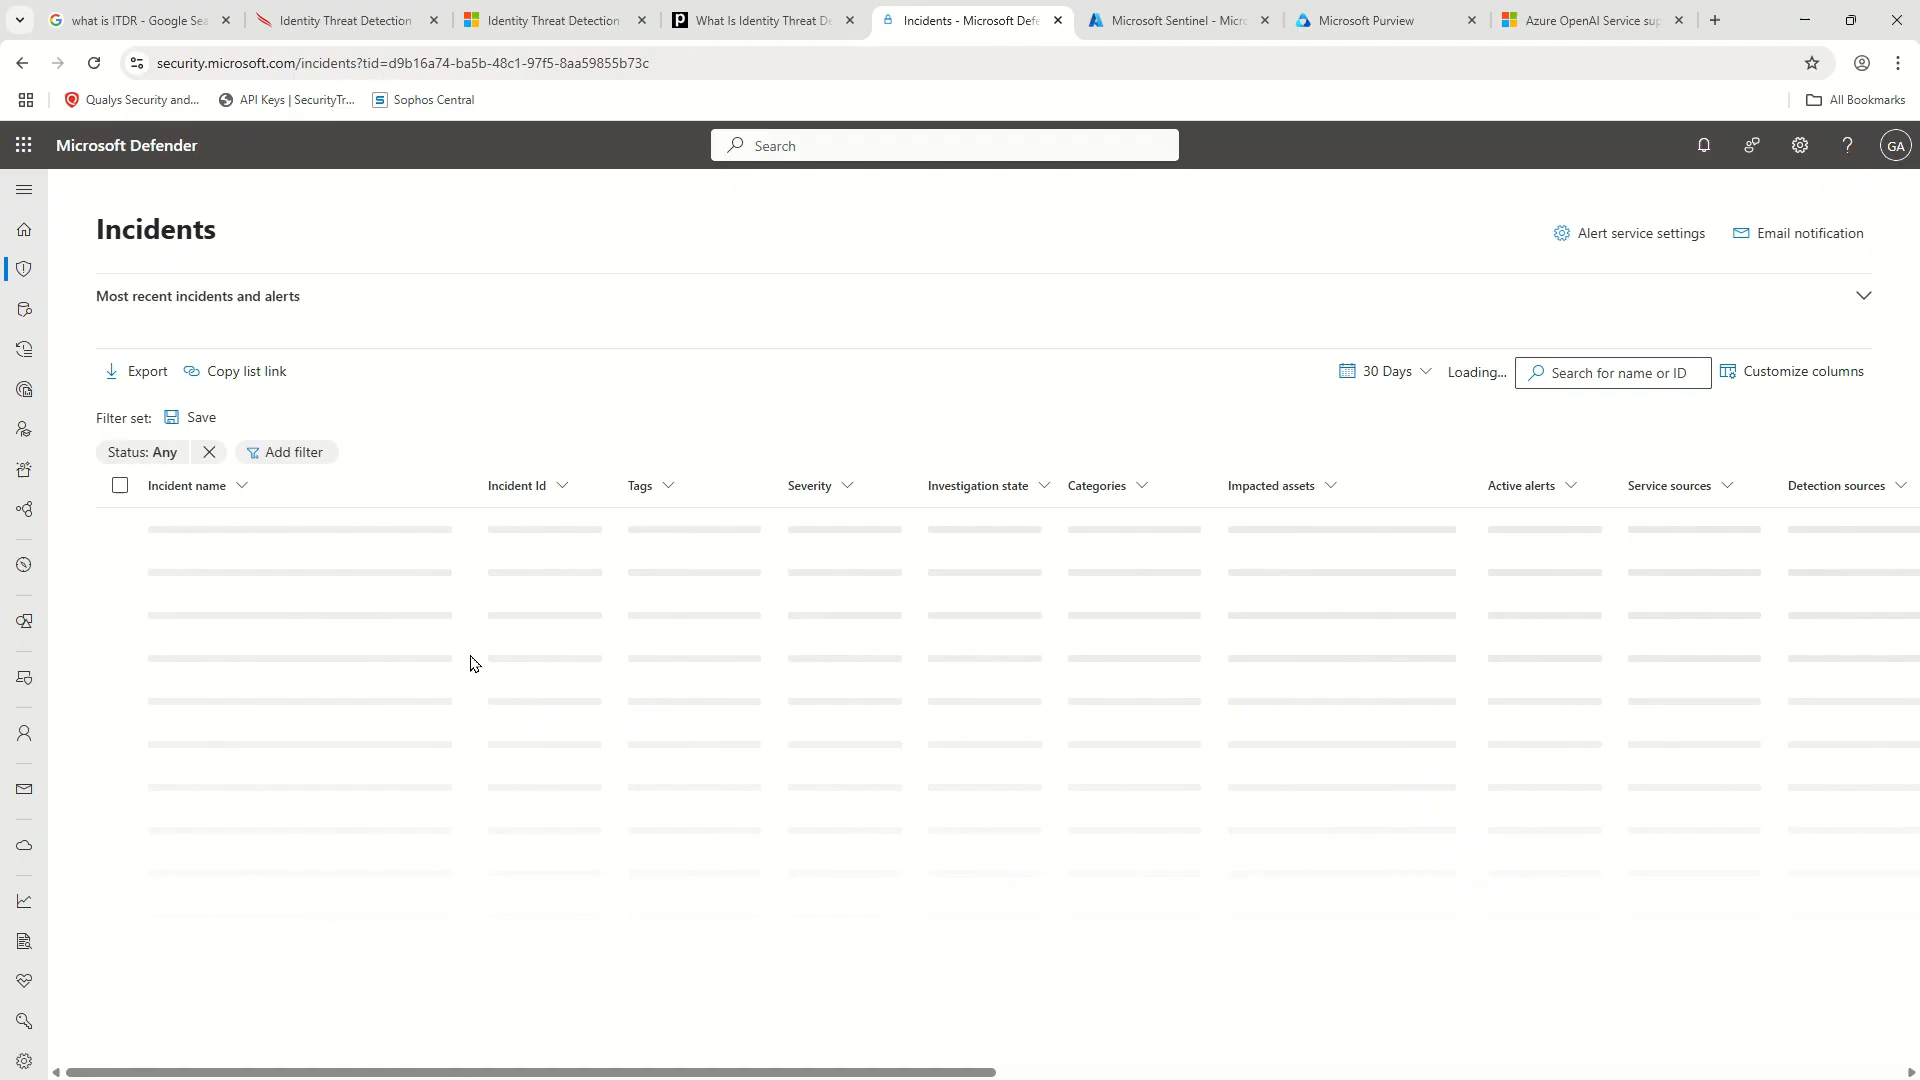 what is ITDR - Google Sea
Identity Threat Detection
Identity Threat Detection
What Is Identity Threat De
Incidents - Microsoft Defe
Microsoft Sentinel - Micro
Microsoft Purview
Azure OpenAI Service sup
security.microsoft.com/incidents?tid=d9b16a74-ba5b-48c1-97f5-8aa59855b73c
Qualys Security and...
API Keys | SecurityTr...
Sophos Central
All Bookmarks
Microsoft Defender
Search
GA
Incidents
Alert service settings
Email notification
Most recent incidents and alerts
Export
Copy list link
30 Days
Loading...
Search for name or ID
Customize columns
Filter set:
Save
Status: Any
Add filter
Incident name
Incident Id
Tags
Severity
Investigation state
Categories
Impacted assets
Active alerts
Service sources
Detection sources